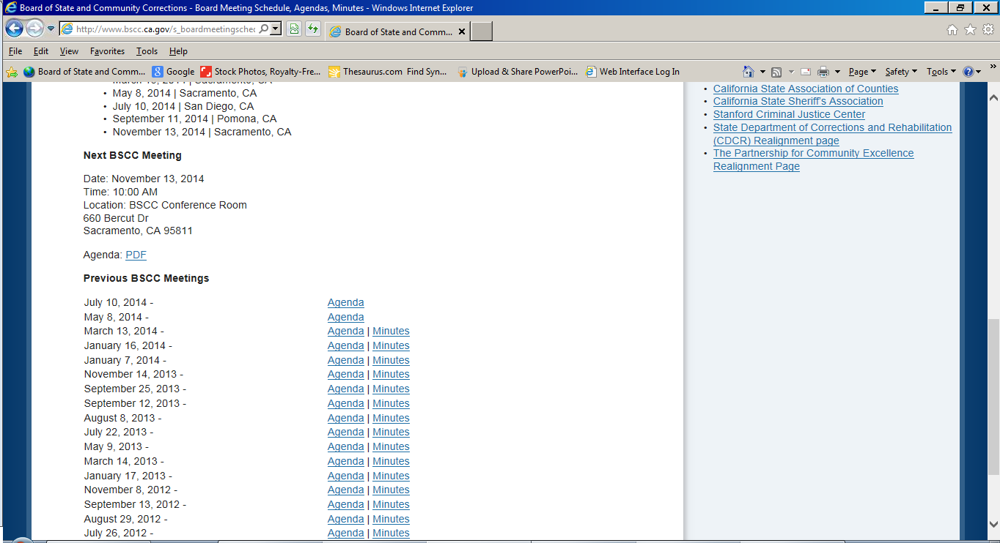 Board of State and Community Corrections - Board Meeting Schedule, Agendas, Minutes - Windows Internet Explorer
http://www.bscc.ca.gov/s_boardmeetingsched
Board of State and Comm...
File Edit View Favorites Tools Help
Board of State and Comm... Google Stock Photos, Royalty-Fre... Thesaurus.com Find Syn... Upload & Share PowerPoi... Web Interface Log In Page Safety Tools
• May 8, 2014 | Sacramento, CA
• July 10, 2014 | San Diego, CA
• September 11, 2014 | Pomona, CA
• November 13, 2014 | Sacramento, CA
Next BSCC Meeting
Date: November 13, 2014
Time: 10:00 AM
Location: BSCC Conference Room
660 Bercut Dr
Sacramento, CA 95811
Agenda: PDF
Previous BSCC Meetings
July 10, 2014 - Agenda
May 8, 2014 - Agenda
March 13, 2014 - Agenda | Minutes
January 16, 2014 - Agenda | Minutes
January 7, 2014 - Agenda | Minutes
November 14, 2013 - Agenda | Minutes
September 25, 2013 - Agenda | Minutes
September 12, 2013 - Agenda | Minutes
August 8, 2013 - Agenda | Minutes
July 22, 2013 - Agenda | Minutes
May 9, 2013 - Agenda | Minutes
March 14, 2013 - Agenda | Minutes
January 17, 2013 - Agenda | Minutes
November 8, 2012 - Agenda | Minutes
September 13, 2012 - Agenda | Minutes
August 29, 2012 - Agenda | Minutes
July 26, 2012 - Agenda | Minutes
• California State Association of Counties
• California State Sheriff's Association
• Stanford Criminal Justice Center
• State Department of Corrections and Rehabilitation
(CDCR) Realignment page
• The Partnership for Community Excellence
Realignment Page